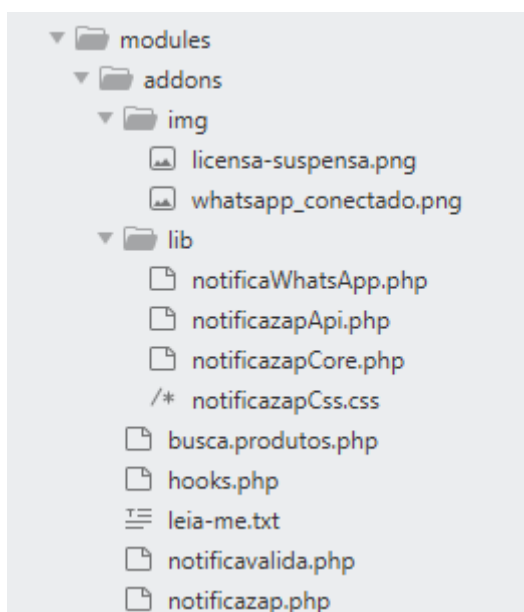 modules
addons
img
licensa-suspensa.png
whatsapp_conectado.png
lib
notificaWhatsApp.php
notificazapApi.php
notificazapCore.php
/* notificazapCss.css
busca.produtos.php
hooks.php
leia-me.txt
notificavalida.php
notificazap.php